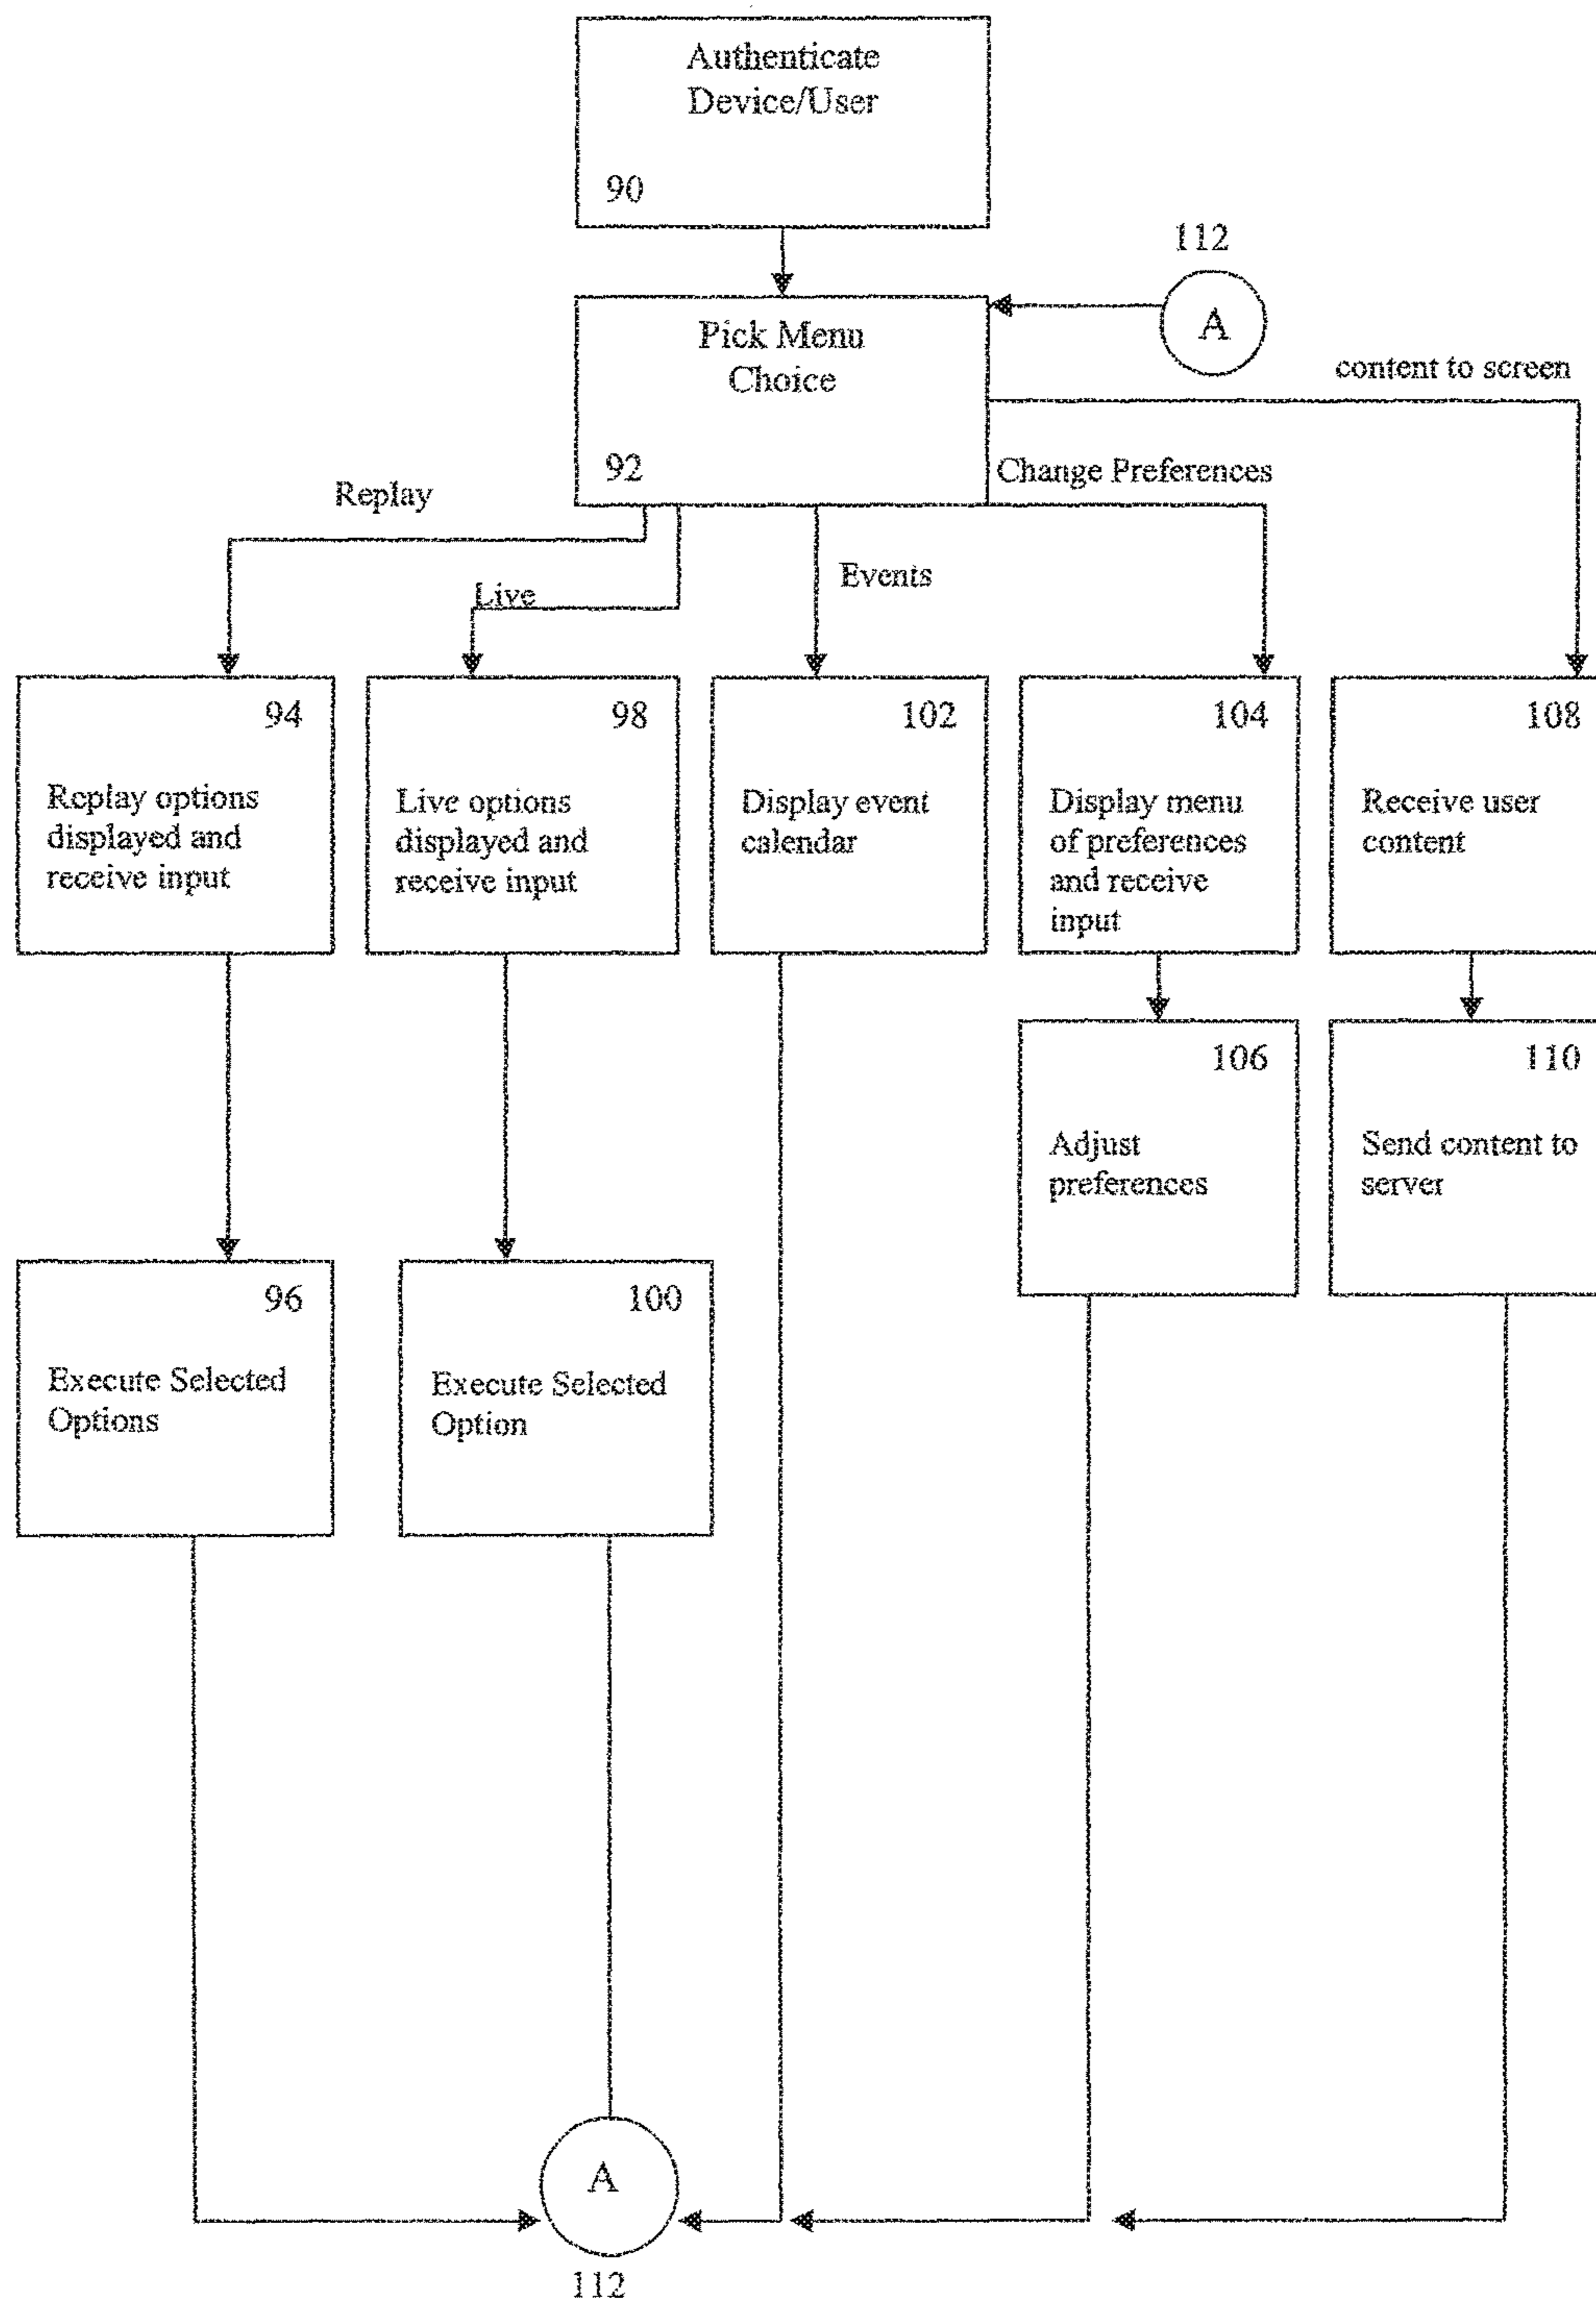 Authenticate
Device/User
90
112
A
Pick Menu
Choice
92
content to screen
Change Preferences
Replay
Live
Events
94
Replay options
displayed and
receive input
98
Live options
displayed and
receive input
102
Display event
calendar
104
Display menu
of preferences
and receive
input
108
Receive user
content
106
Adjust
preferences
110
Send content to
server
96
Execute Selected
Options
100
Execute Selected
Option
A
112